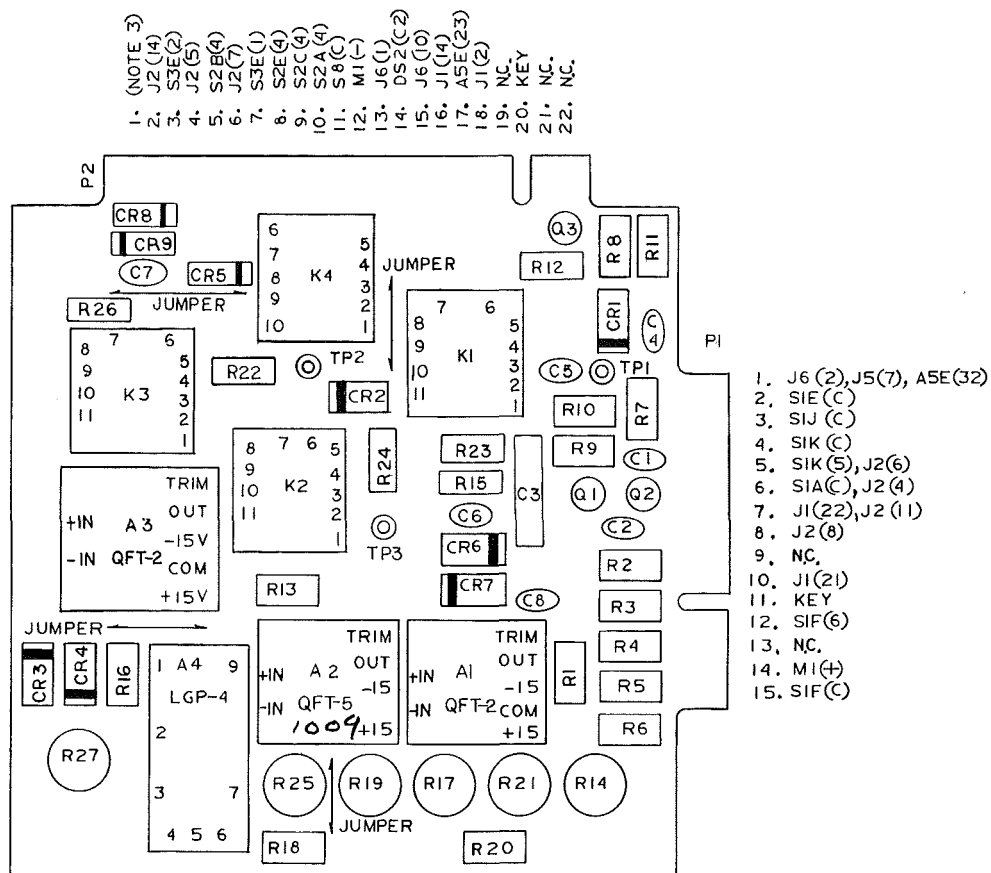 1. (NOTE 3)
2. J2(14)
3. S3E(2)
4. J2(5)
5. S2B(4)
6. J2(7)
7. S3E(1)
8. S2E(4)
9. S2C(4)
10. S2A(4)
11. S8(C)
12. M1(-)
13. J6(1)
14. DS2(C2)
15. J6(10)
16. J1(14)
17. A5E(23)
18. J1(2)
19. N.C.
20. KEY
21. N.C.
22. N.C.
P2
CR8
CR9
C7
CR5
JUMPER
R26
6
7
8
9
10
K4
5
4
3
2
1
JUMPER
Q3
R12
R8
R11
CR1
C4
P1
7 6
8
9
10
11
K3
5
4
3
2
1
R22
TP2
CR2
7 6
8
9
10
11
K1
5
4
3
2
1
C5
TP1
R10
R7
R9
C1
Q1
Q2
C2
8 7 6 5
9
10
11
K2
4
3
2
1
R24
TP3
R23
R15
C6
CR6
CR7
C3
C8
TRIM
+IN A3 OUT
-15V
-IN QFT-2 COM
+15V
R13
R2
R3
R4
R5
R6
R1
JUMPER
CR3
CR4
R16
1 A4 9
LGP-4
2
3 7
4 5 6
TRIM
OUT
+IN A2
-15
-IN QFT-5
1009 +15
TRIM
OUT
+IN A1
-15
-IN QFT-2 COM
+15
R27
R25
R19
R17
R21
R14
JUMPER
R18
R20
1. J6(2),J5(7), A5E(32)
2. S1E(C)
3. S1J(C)
4. S1K(C)
5. S1K(5),J2(6)
6. S1A(C),J2(4)
7. J1(22),J2(11)
8. J2(8)
9. N.C.
10. J1(21)
11. KEY
12. S1F(6)
13. N.C.
14. M1(+)
15. S1F(C)